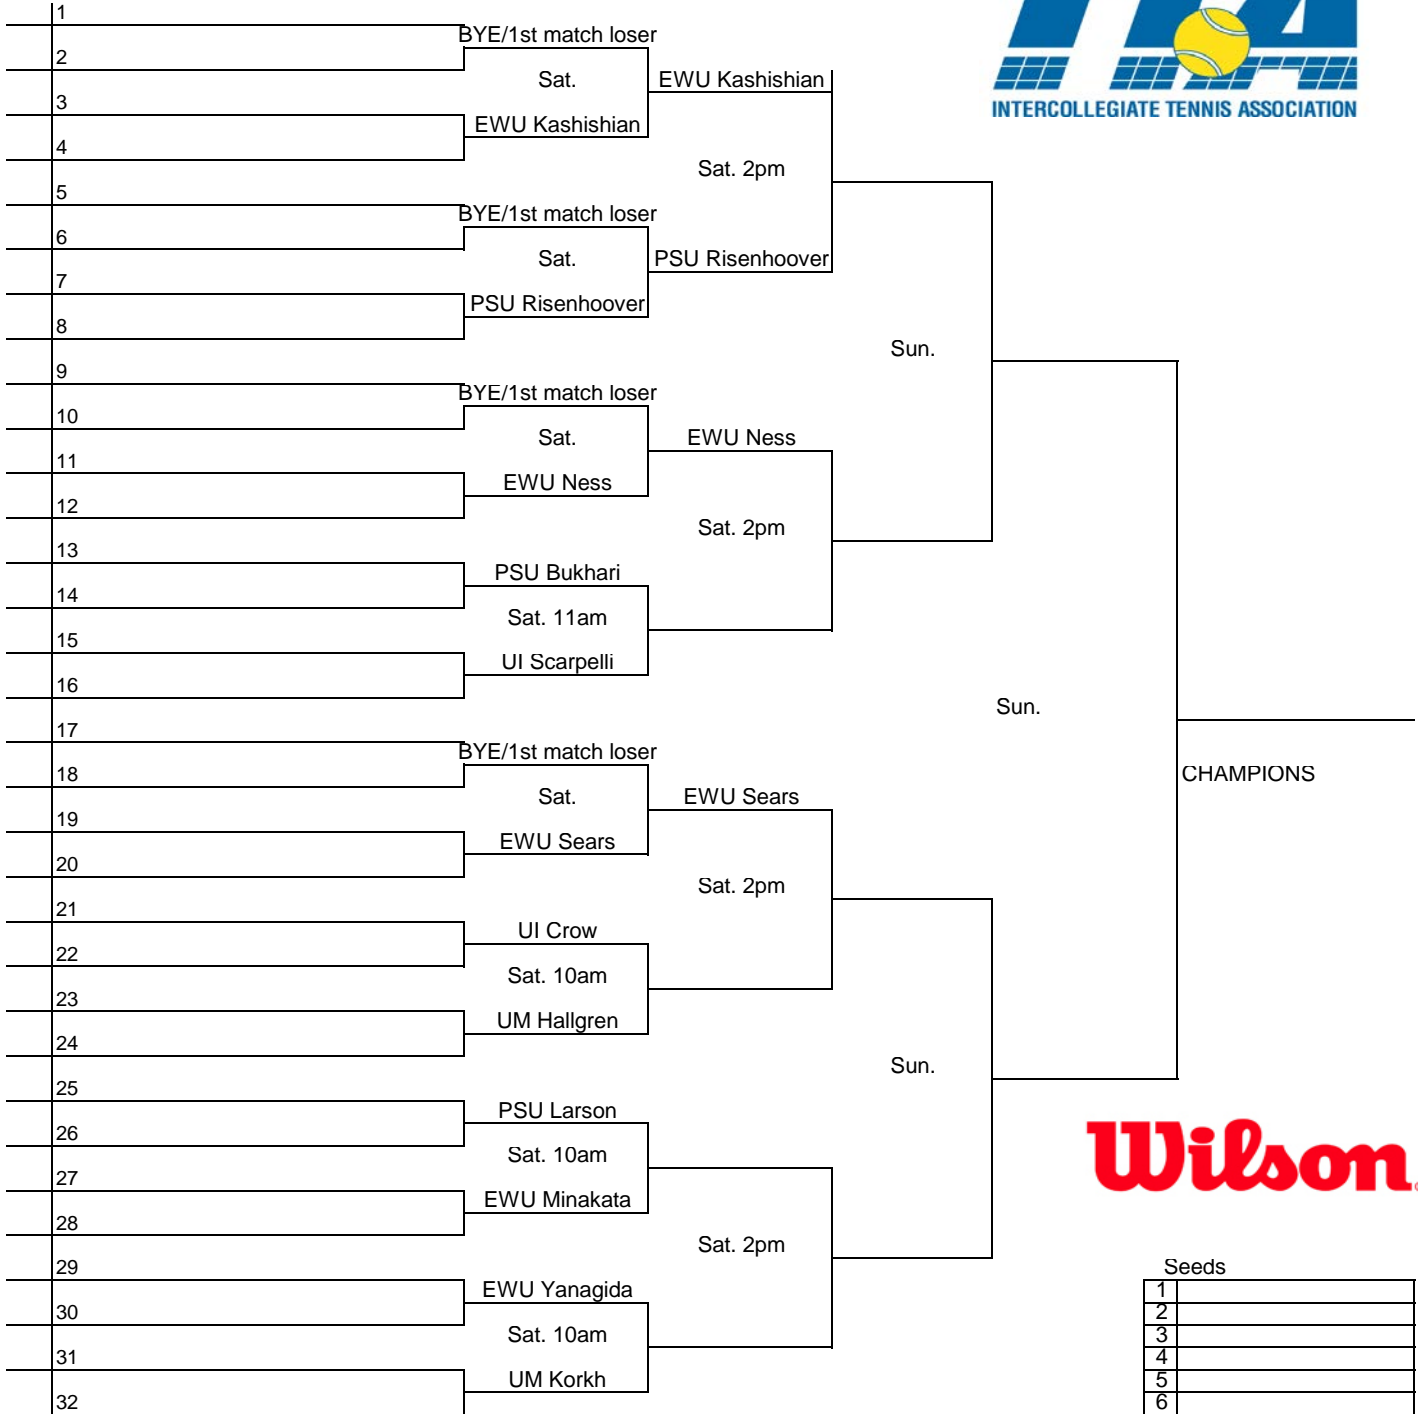 1
BYE/1st match loser
2
Sat.
EWU Kashishian
3
EWU Kashishian
4
Sat. 2pm
5
BYE/1st match loser
6
Sat.
PSU Risenhoover
7
PSU Risenhoover
8
Sun.
9
BYE/1st match loser
10
Sat.
EWU Ness
11
EWU Ness
12
Sat. 2pm
13
PSU Bukhari
14
Sat. 11am
15
UI Scarpelli
16
Sun.
17
BYE/1st match loser
18
CHAMPIONS
Sat.
EWU Sears
19
EWU Sears
20
Sat. 2pm
21
UI Crow
22
Sat. 10am
23
UM Hallgren
24
Sun.
25
PSU Larson
26
Sat. 10am
27
EWU Minakata
28
Sat. 2pm
29
EWU Yanagida
30
Sat. 10am
31
UM Korkh
32
ITA
INTERCOLLEGIATE TENNIS ASSOCIATION
Wilson
Seeds
1
2
3
4
5
6